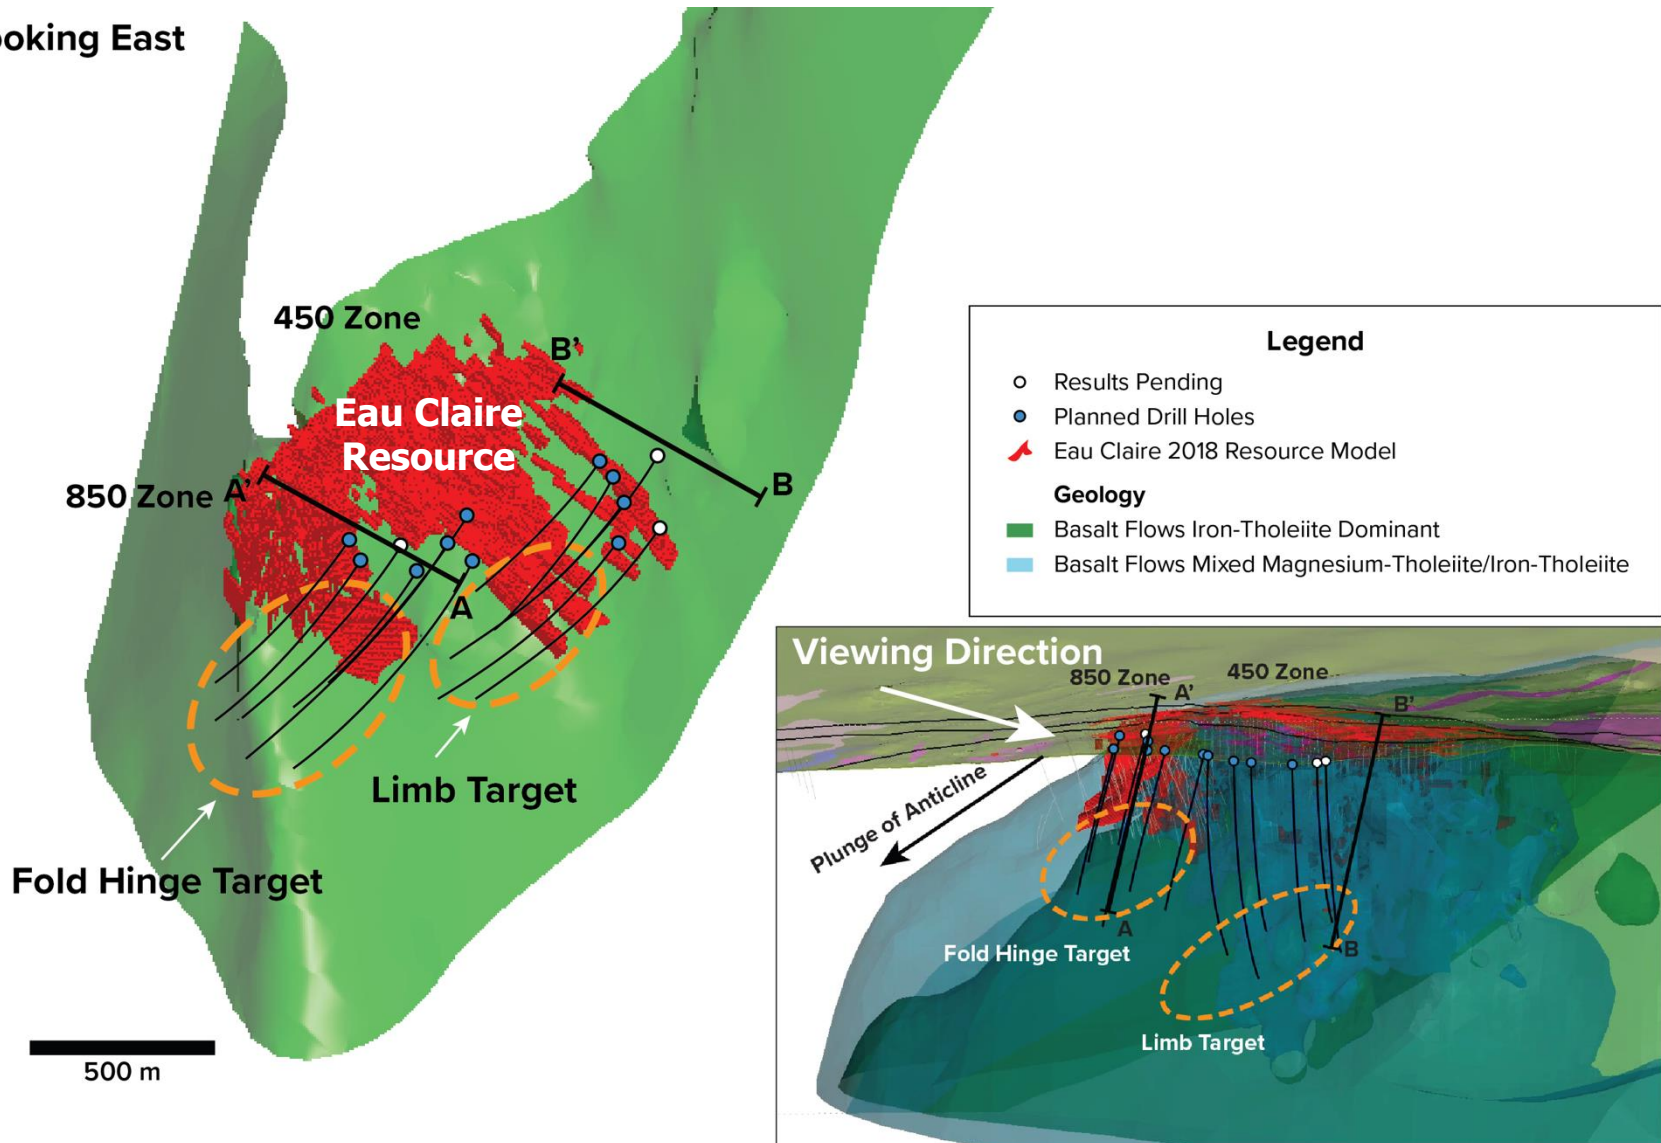 ooking East
450 Zone
B'
Eau Claire
Resource
850 Zone
A'
B
A
Limb Target
Fold Hinge Target
500 m
Legend
Results Pending
Planned Drill Holes
Eau Claire 2018 Resource Model
Geology
Basalt Flows Iron-Tholeiite Dominant
Basalt Flows Mixed Magnesium-Tholeiite/Iron-Tholeiite
Viewing Direction
850 Zone
450 Zone
A'
B'
Plunge of Anticline
A
B
Fold Hinge Target
Limb Target